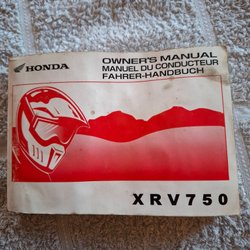 HONDA
OWNER'S MANUAL
MANUEL DU CONDUCTEUR
FAHRER-HANDBUCH
XRV750